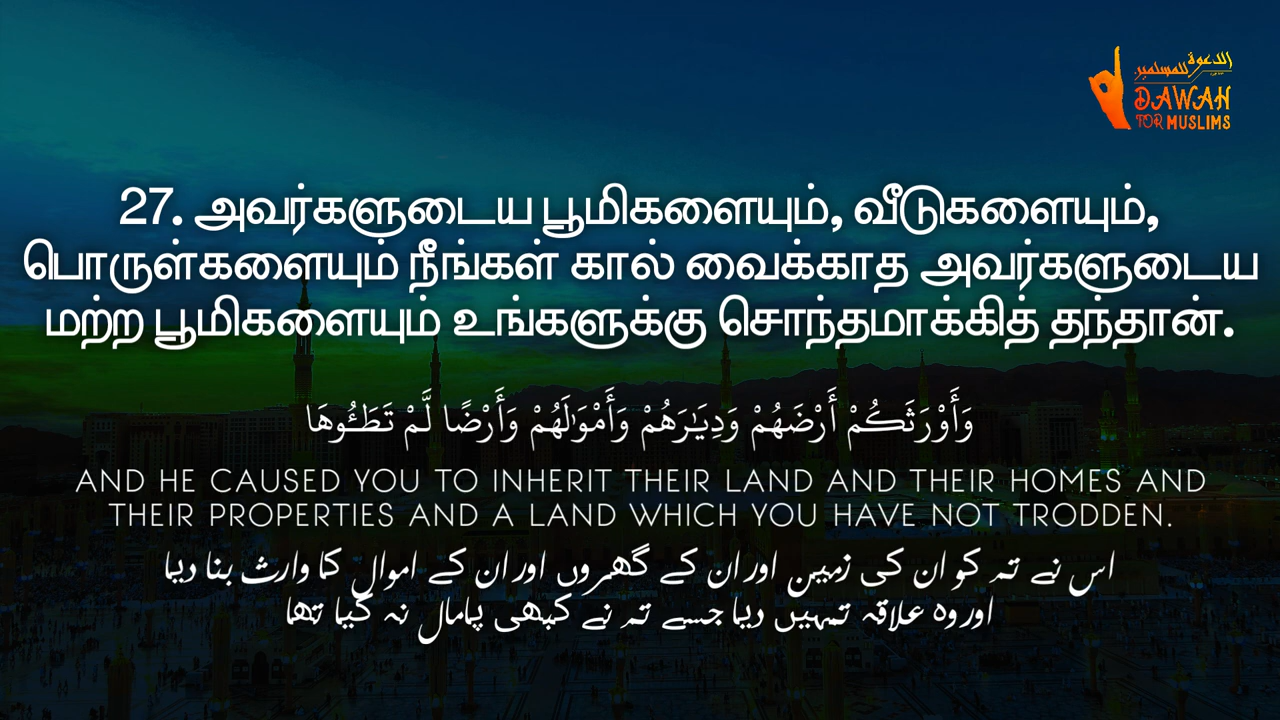 الدعوة للمسلمين
DAWAH
FOR MUSLIMS
27. அவர்களுடைய பூமிகளையும், வீடுகளையும்,
பொருள்களையும் நீங்கள் கால் வைக்காத அவர்களுடைய
மற்ற பூமிகளையும் உங்களுக்கு சொந்தமாக்கித் தந்தான்.
وَأَوْرَثَكُمْ أَرْضَهُمْ وَدِيَـٰرَهُمْ وَأَمْوَٰلَهُمْ وَأَرْضًا لَّمْ تَطَـُٔوهَا
AND HE CAUSED YOU TO INHERIT THEIR LAND AND THEIR HOMES AND
THEIR PROPERTIES AND A LAND WHICH YOU HAVE NOT TRODDEN.
اس نے تم کو ان کی زمین اور ان کے گھروں اور ان کے اموال کا وارث بنا دیا
اور وہ علاقہ تمہیں دیا جسے تم نے کبھی پامال نہ کیا تھا